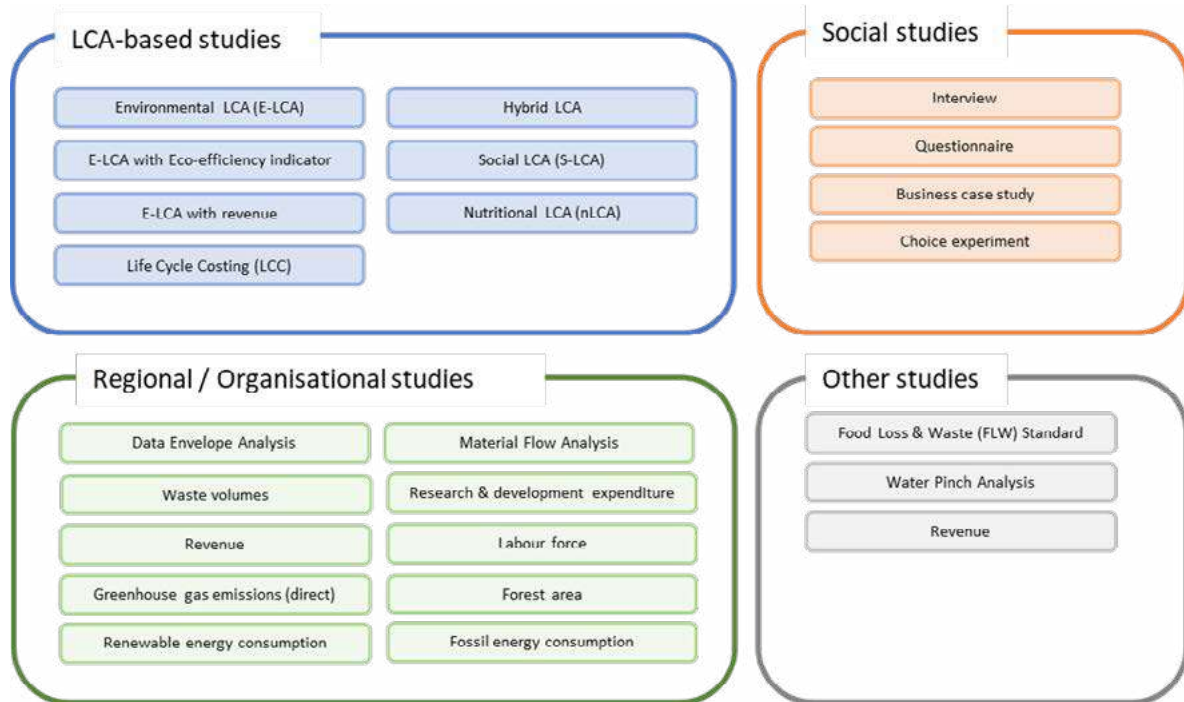 LCA-based studies
Environmental LCA (E-LCA)
E-LCA with Eco-efficiency indicator
E-LCA with revenue
Life Cycle Costing (LCC)
Hybrid LCA
Social LCA (S-LCA)
Nutritional LCA (nLCA)
Social studies
Interview
Questionnaire
Business case study
Choice experiment
Regional / Organisational studies
Data Envelope Analysis
Waste volumes
Revenue
Greenhouse gas emissions (direct)
Renewable energy consumption
Material Flow Analysis
Research & development expenditure
Labour force
Forest area
Fossil energy consumption
Other studies
Food Loss & Waste (FLW) Standard
Water Pinch Analysis
Revenue